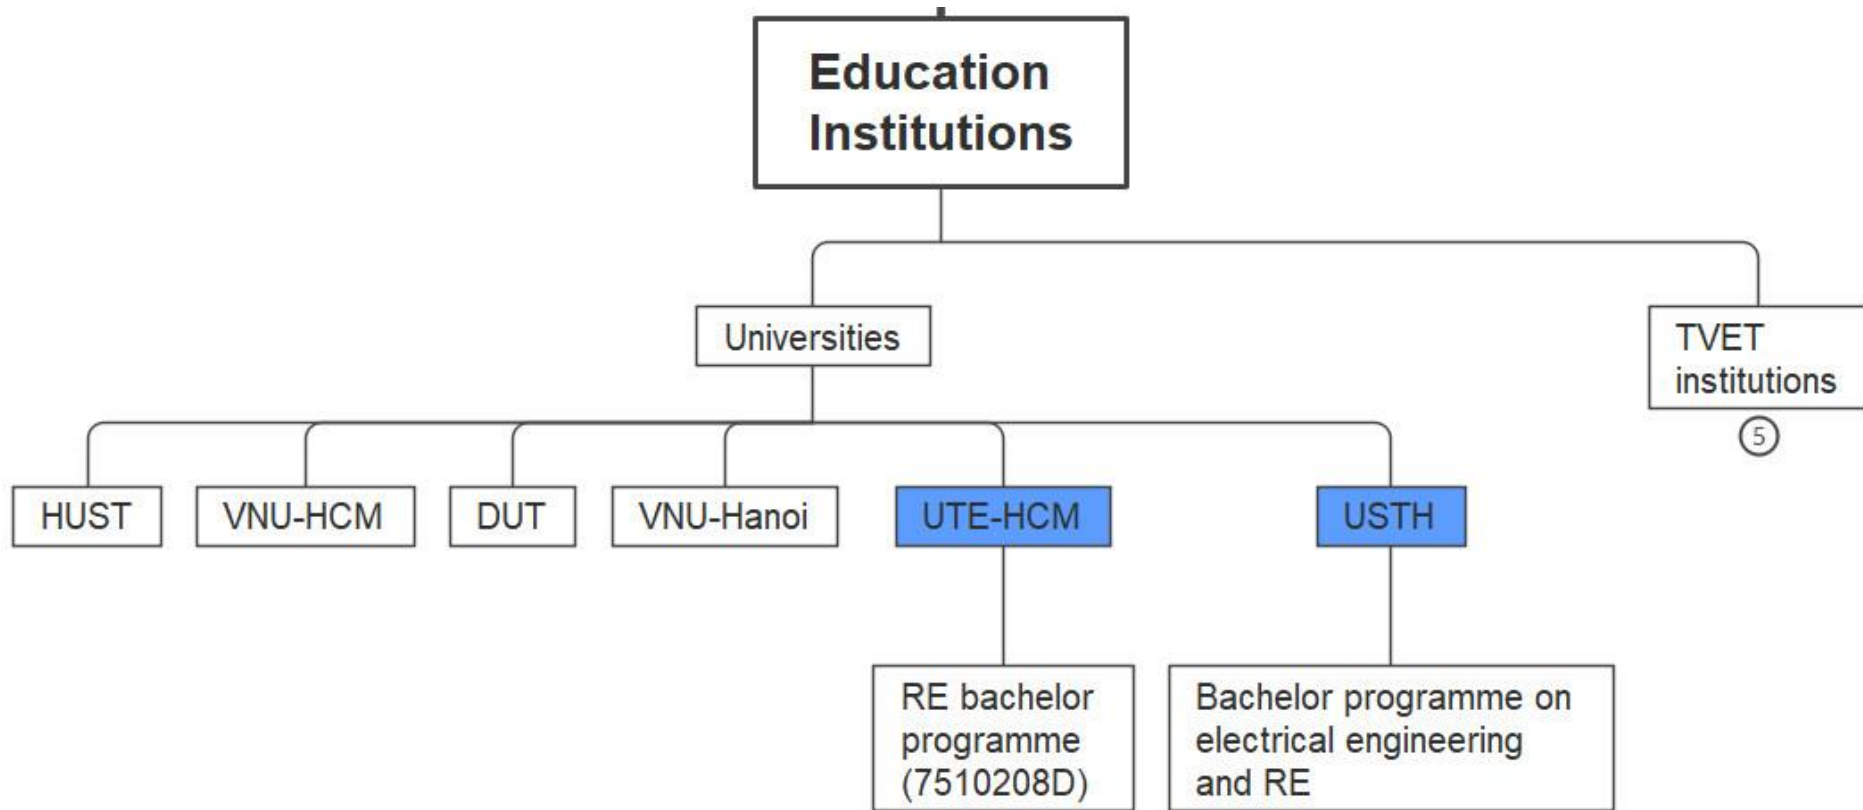 Education
Institutions
Universities
TVET
institutions
5
HUST
VNU-HCM
DUT
VNU-Hanoi
UTE-HCM
USTH
RE bachelor
programme
(7510208D)
Bachelor programme on
electrical engineering
and RE